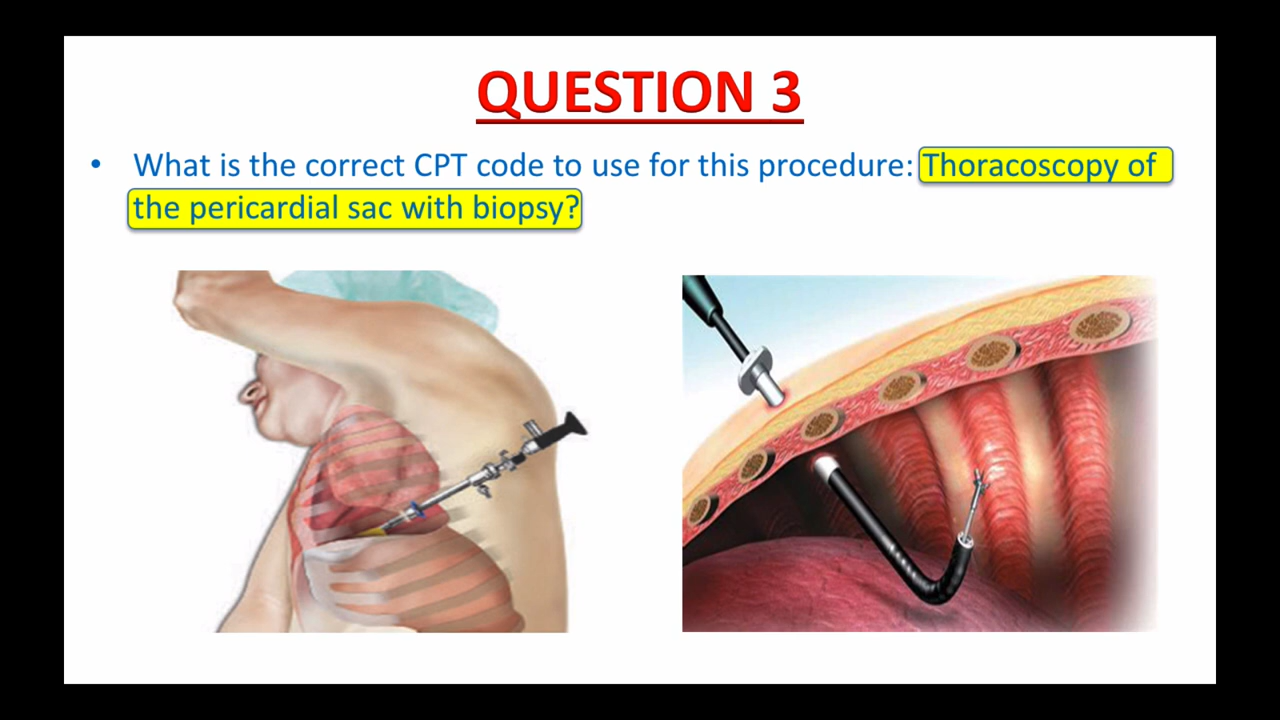 QUESTION 3
• What is the correct CPT code to use for this procedure: Thoracoscopy of
the pericardial sac with biopsy?